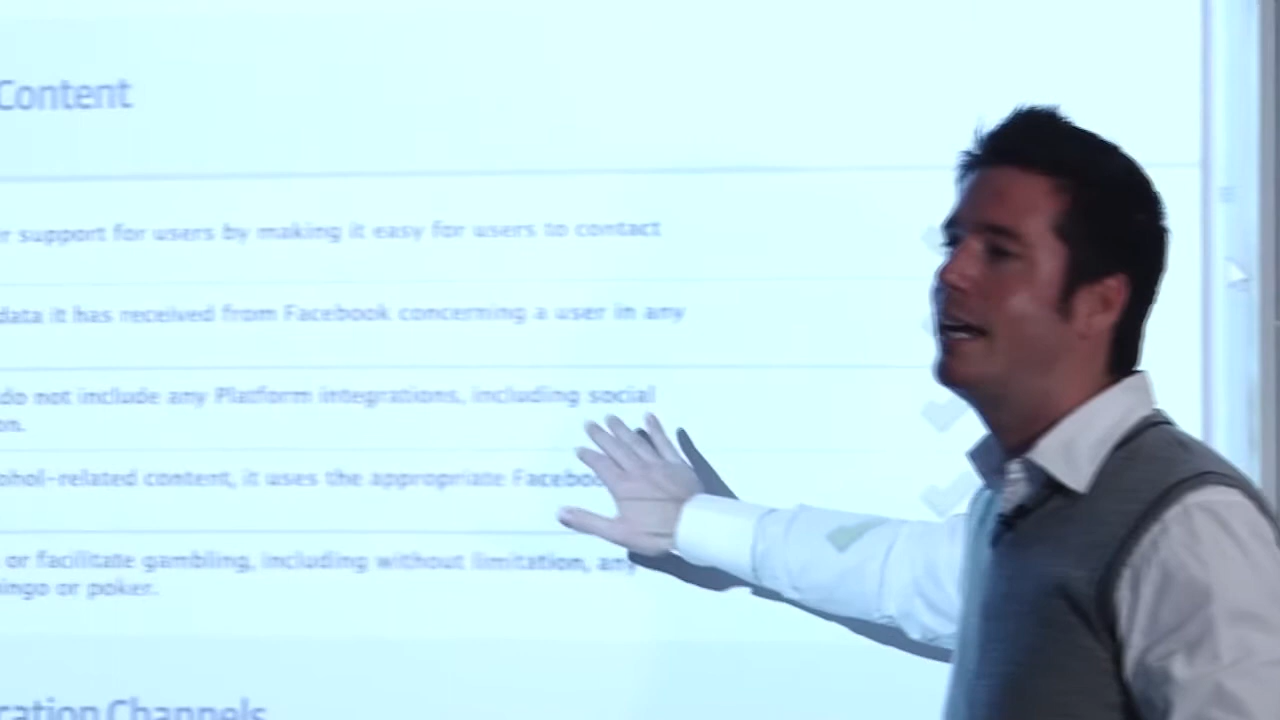 Content
r support for users by making it easy for users to contact
data it has received from Facebook concerning a user in any
do not include any Platform integrations, including social
on.
ohol-related content, it uses the appropriate Facebo
or facilitate gambling, including without limitation, any
ingo or poker.
ration Channels